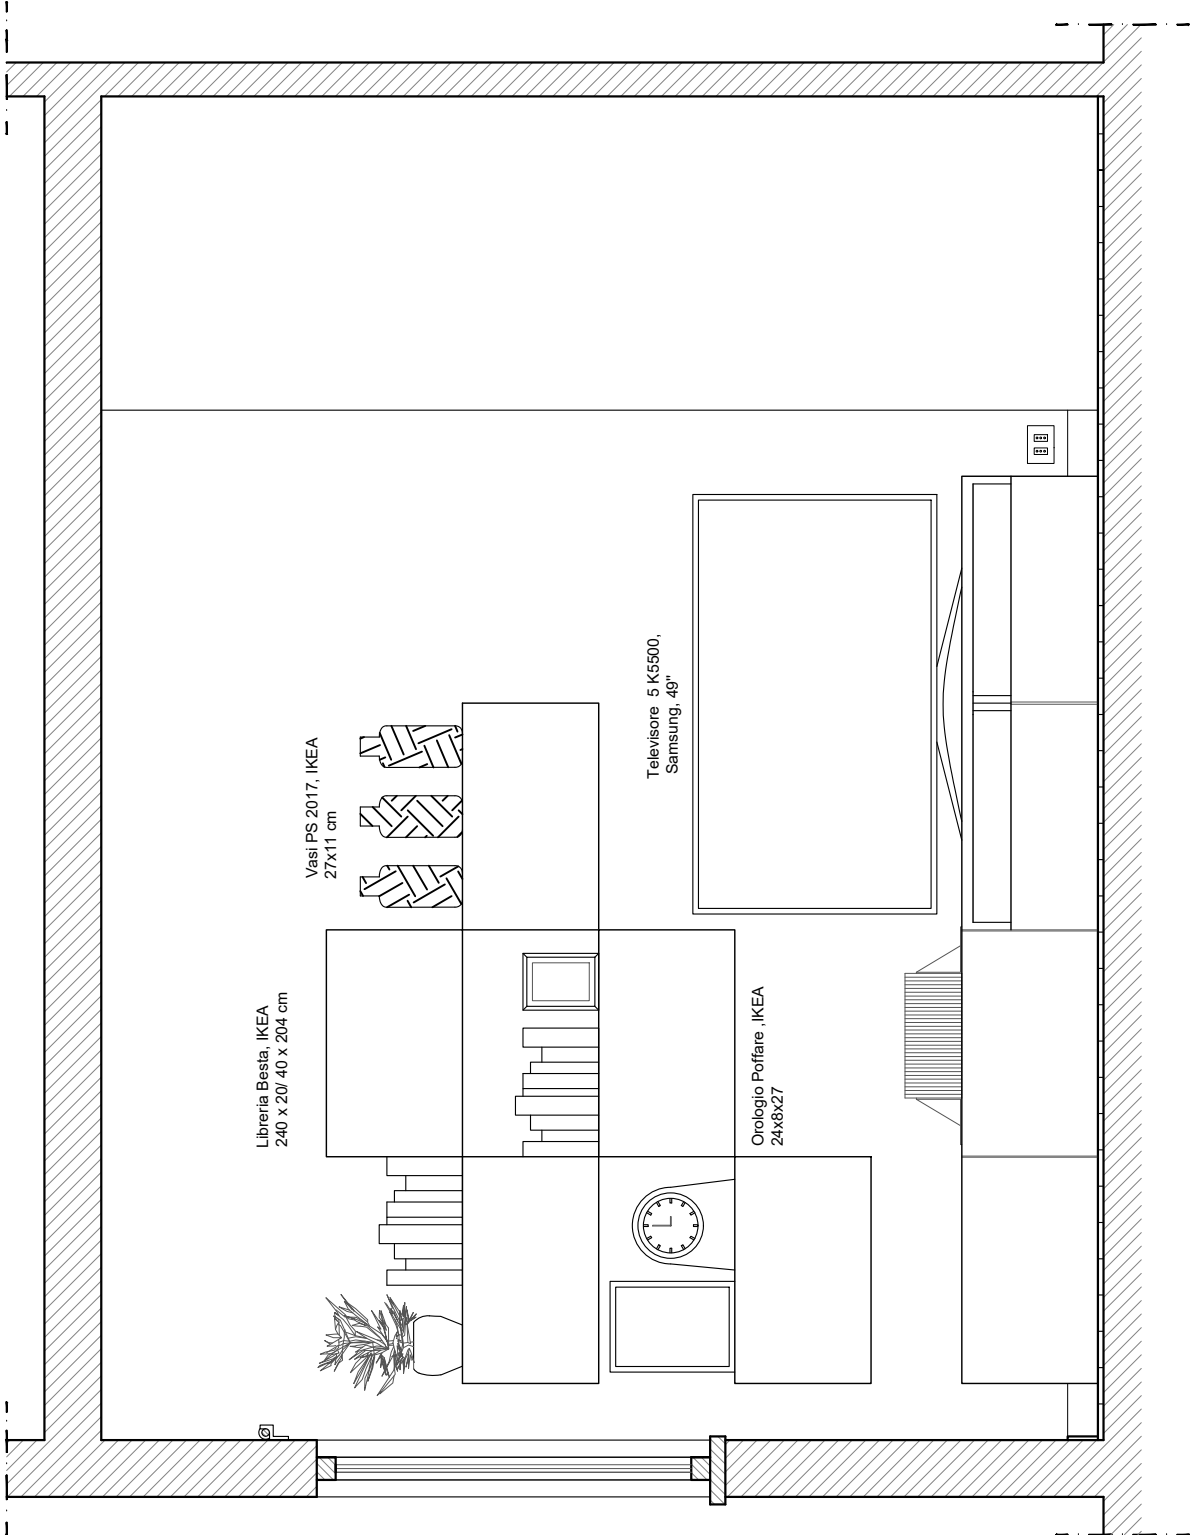 Libreria Besta, IKEA
240 x 20/ 40 x 204 cm
Vasi PS 2017, IKEA
27x11 cm
Televisore 5 K5500,
Samsung, 49"
Orologio Poffare ,IKEA
24x8x27